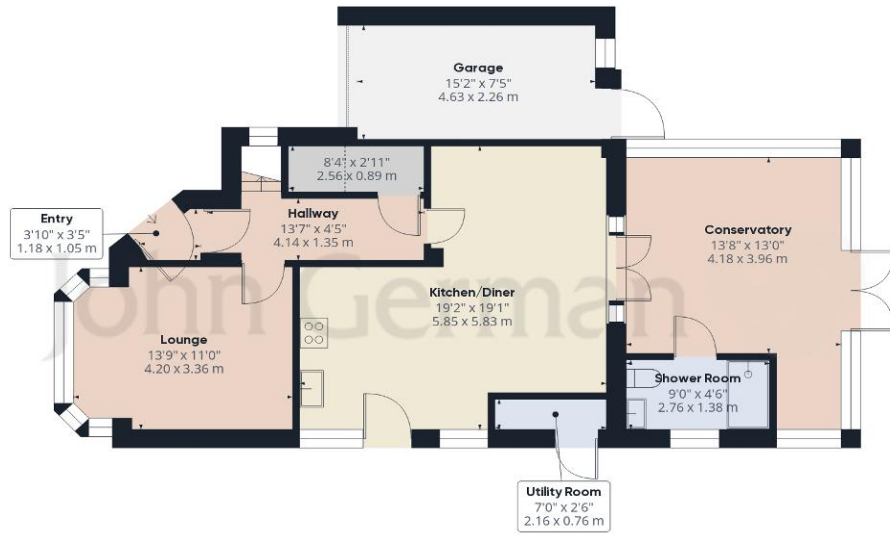 Garage
15'2" x 7'5"
4.63 x 2.26 m
8'4" x 2'11"
2.56 x 0.89 m
Entry
3'10" x 3'5"
1.18 x 1.05 m
Hallway
13'7" x 4'5"
4.14 x 1.35 m
Conservatory
13'8" x 13'0"
4.18 x 3.96 m
John German
Kitchen/Diner
19'2" x 19'1"
5.85 x 5.83 m
Lounge
13'9" x 11'0"
4.20 x 3.36 m
Shower Room
9'0" x 4'6"
2.76 x 1.38 m
Utility Room
7'0" x 2'6"
2.16 x 0.76 m